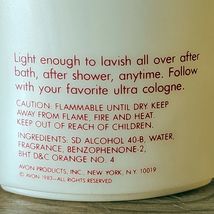 Light enough to lavish all over after
bath, after shower, anytime. Follow
with your favorite ultra cologne.
CAUTION: FLAMMABLE UNTIL DRY KEEP
AWAY FROM FLAME, FIRE AND HEAT
KEEP OUT OF REACH OF CHILDREN.
INGREDIENTS: SD ALCOHOL 40-B, WATER,
FRAGRANCE, BENZOPHENONE-2,
BHT D&C ORANGE NO. 4
AVON PRODUCTS, INC. NEW YORK, N.Y. 10019
© AVON 1983—ALL RIGHTS RESERVED